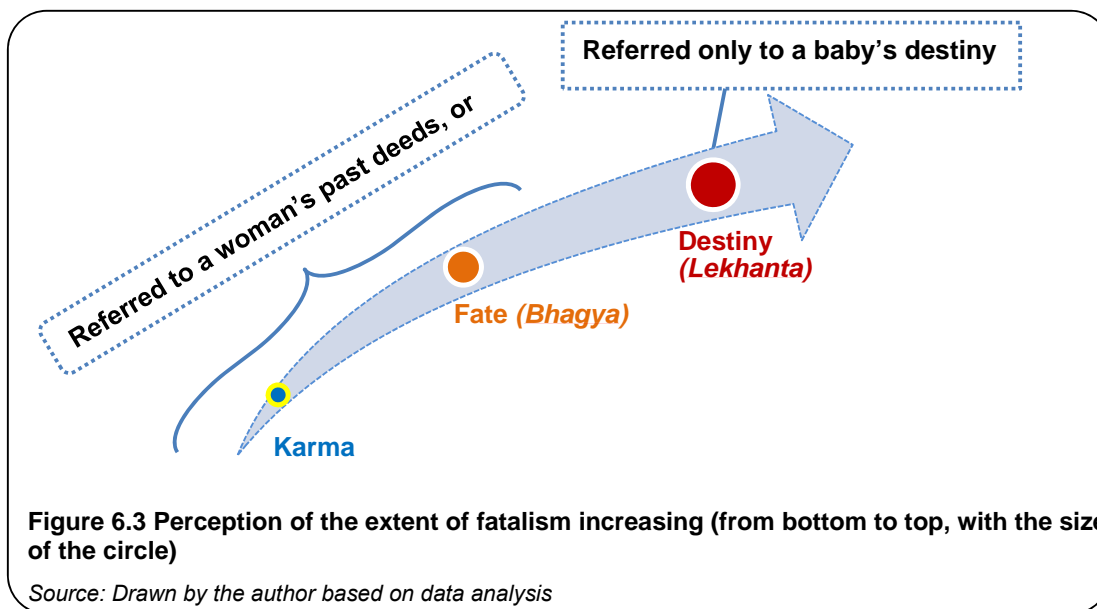 Referred only to a baby's destiny
Referred to a woman's past deeds, or
Destiny
(Lekhanta)
Fate (Bhagya)
Karma
Figure 6.3 Perception of the extent of fatalism increasing (from bottom to top, with the size
of the circle)
Source: Drawn by the author based on data analysis